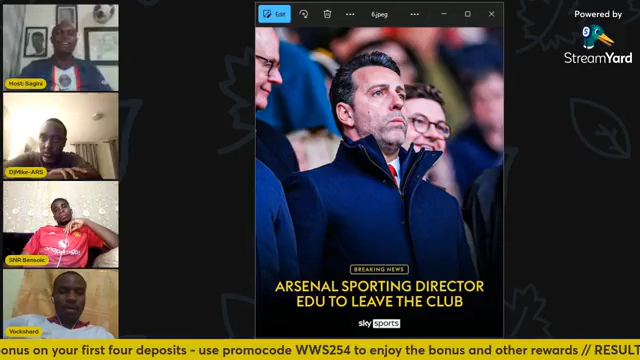 Edit
6.jpeg
Powered by
StreamYard
Host: Sagini
DjMike-ARS
SNR Bensoic
Yockshard
BREAKING NEWS
ARSENAL SPORTING DIRECTOR
EDU TO LEAVE THE CLUB
sky sports
onus on your first four deposits - use promocode WWS254 to enjoy the bonus and other rewards // RESULT